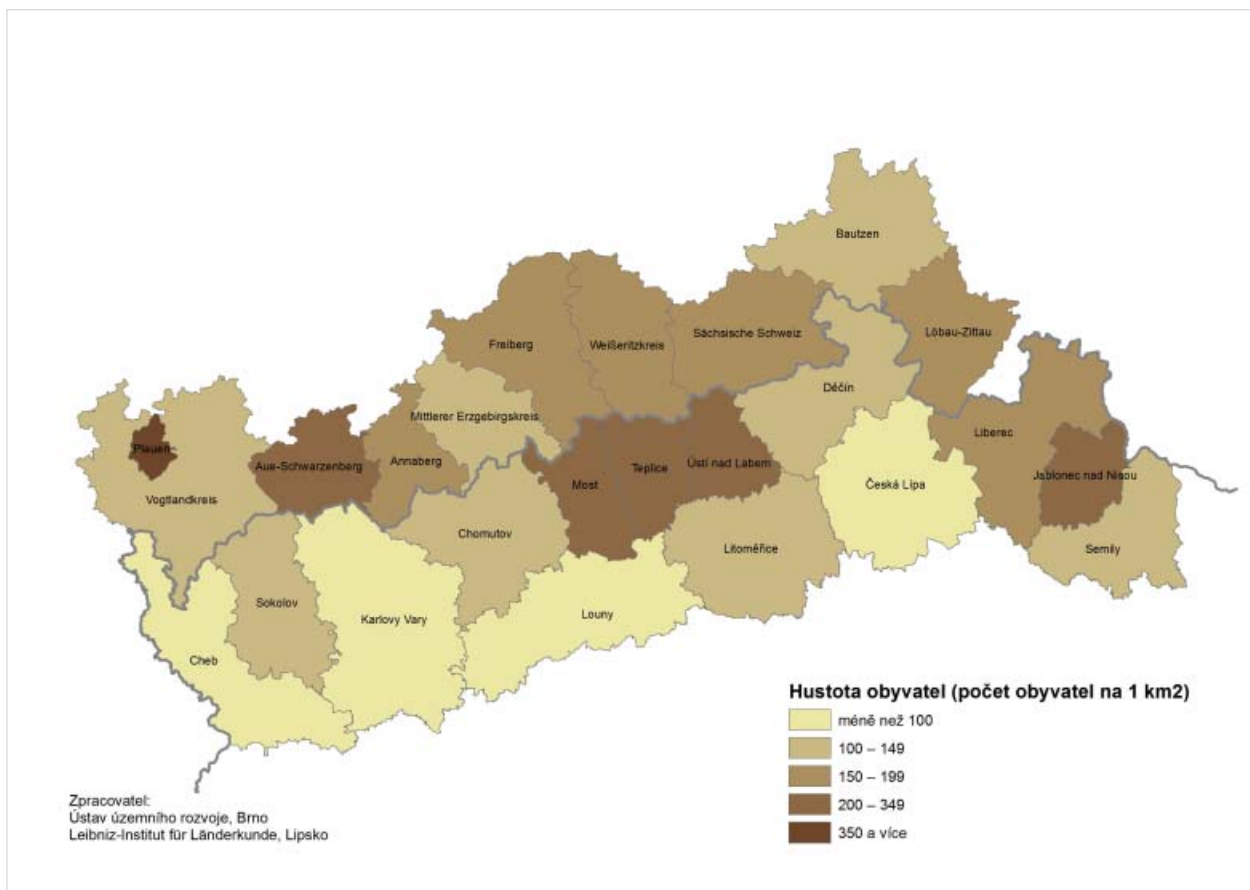 Bautzen
Sächsische Schweiz
Löbau-Zittau
Freiberg
Weißeritzkreis
Děčín
Mittlerer Erzgebirgskreis
Liberec
Plauen
Aue-Schwarzenberg
Annaberg
Most
Teplice
Ústí nad Labem
Česká Lípa
Jablonec nad Nisou
Vogtlandkreis
Chomutov
Litoměřice
Semily
Sokolov
Karlovy Vary
Louny
Cheb
Hustota obyvatel (počet obyvatel na 1 km2)
méně než 100
100 – 149
150 – 199
200 – 349
350 a více
Zpracovatel:
Ústav územního rozvoje, Brno
Leibniz-Institut für Länderkunde, Lipsko